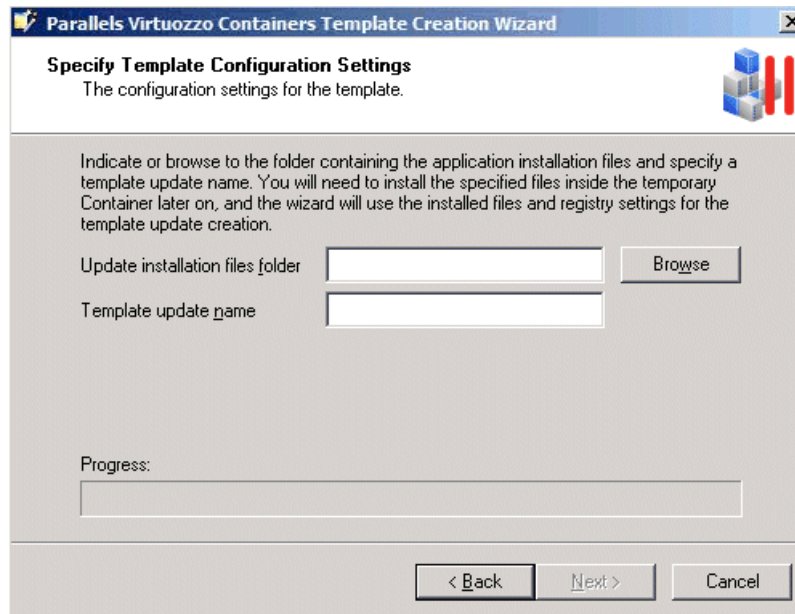 Parallels Virtuozzo Containers Template Creation Wizard
Specify Template Configuration Settings
The configuration settings for the template.
Indicate or browse to the folder containing the application installation files and specify a
template update name. You will need to install the specified files inside the temporary
Container later on, and the wizard will use the installed files and registry settings for the
template update creation.
Update installation files folder Browse
Template update name
Progress:
< Back Next > Cancel